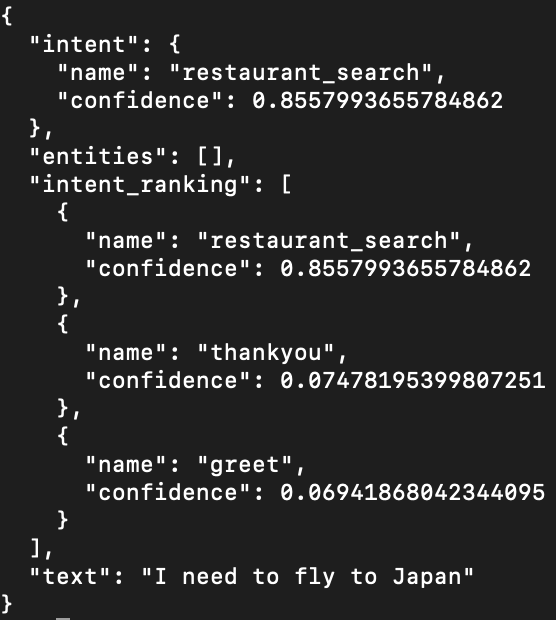 {
  "intent": {
    "name": "restaurant_search",
    "confidence": 0.8557993655784862
  },
  "entities": [],
  "intent_ranking": [
    {
      "name": "restaurant_search",
      "confidence": 0.8557993655784862
    },
    {
      "name": "thankyou",
      "confidence": 0.07478195399807251
    },
    {
      "name": "greet",
      "confidence": 0.06941868042344095
    }
  ],
  "text": "I need to fly to Japan"
}